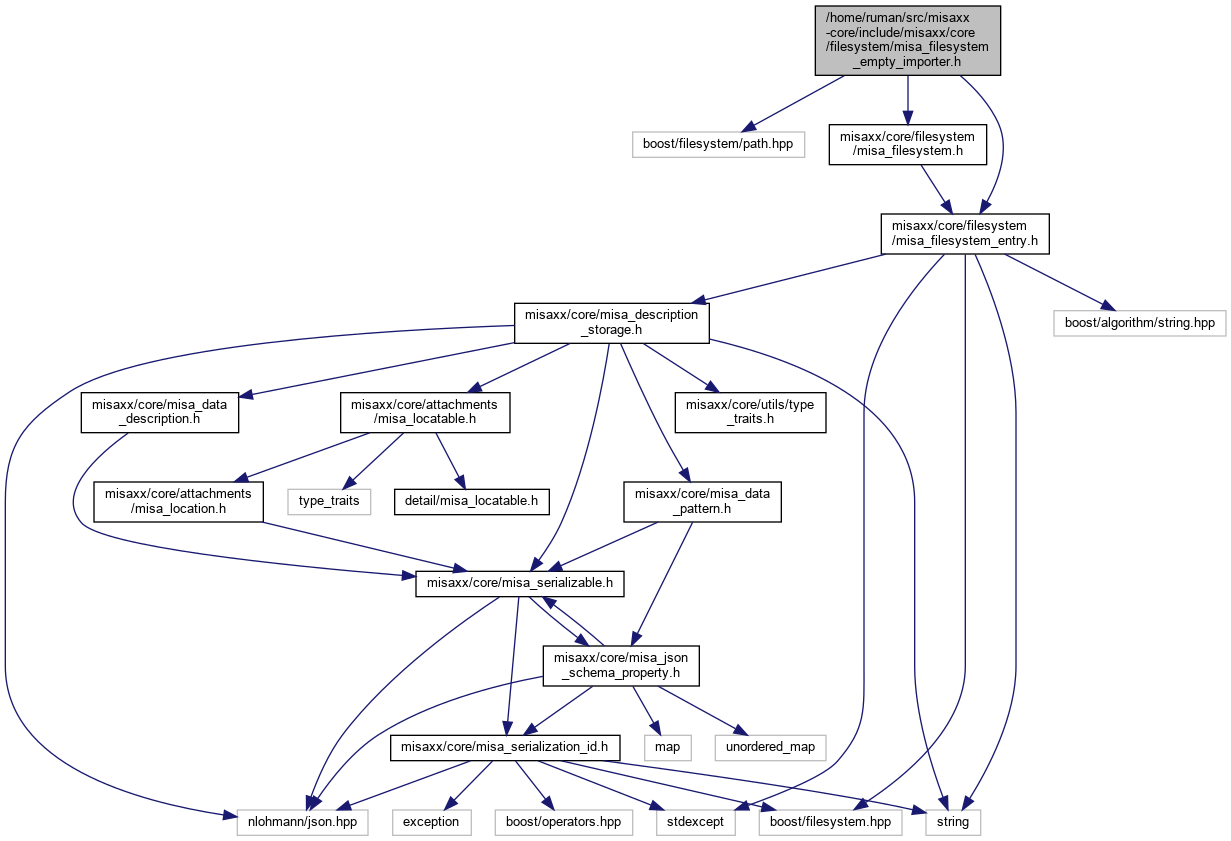 /home/ruman/src/misaxx
-core/include/misaxx/core
/filesystem/misa_filesystem
_empty_importer.h
boost/filesystem/path.hpp
misaxx/core/filesystem
/misa_filesystem.h
misaxx/core/filesystem
/misa_filesystem_entry.h
misaxx/core/misa_description
_storage.h
boost/algorithm/string.hpp
misaxx/core/misa_data
_description.h
misaxx/core/attachments
/misa_locatable.h
misaxx/core/utils/type
_traits.h
misaxx/core/attachments
/misa_location.h
type_traits
detail/misa_locatable.h
misaxx/core/misa_data
_pattern.h
misaxx/core/misa_serializable.h
misaxx/core/misa_json
_schema_property.h
misaxx/core/misa_serialization_id.h
map
unordered_map
nlohmann/json.hpp
exception
boost/operators.hpp
stdexcept
boost/filesystem.hpp
string